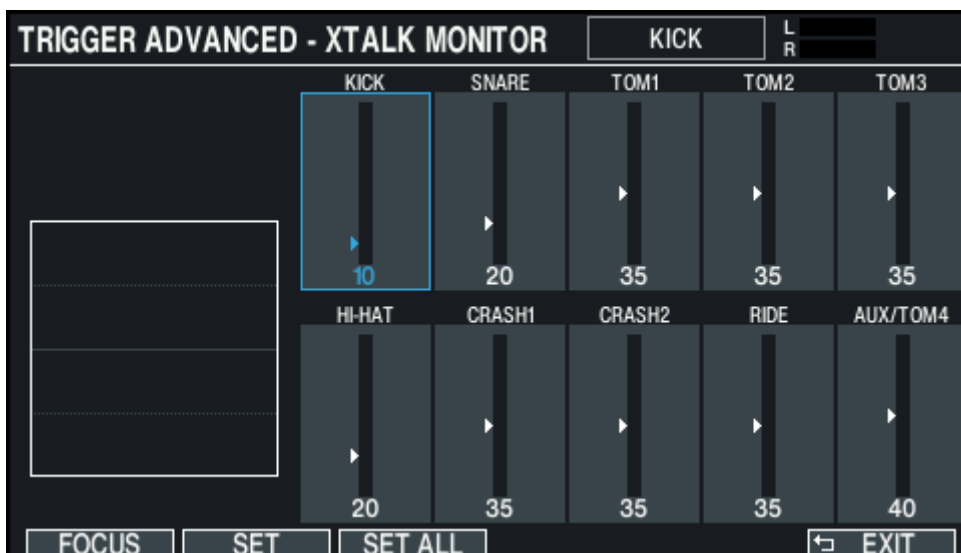 TRIGGER ADVANCED - XTALK MONITOR KICK L
R
KICK SNARE TOM1 TOM2 TOM3
10 20 35 35 35
HI-HAT CRASH1 CRASH2 RIDE AUX/TOM4
20 35 35 35 40
FOCUS SET SET ALL EXIT